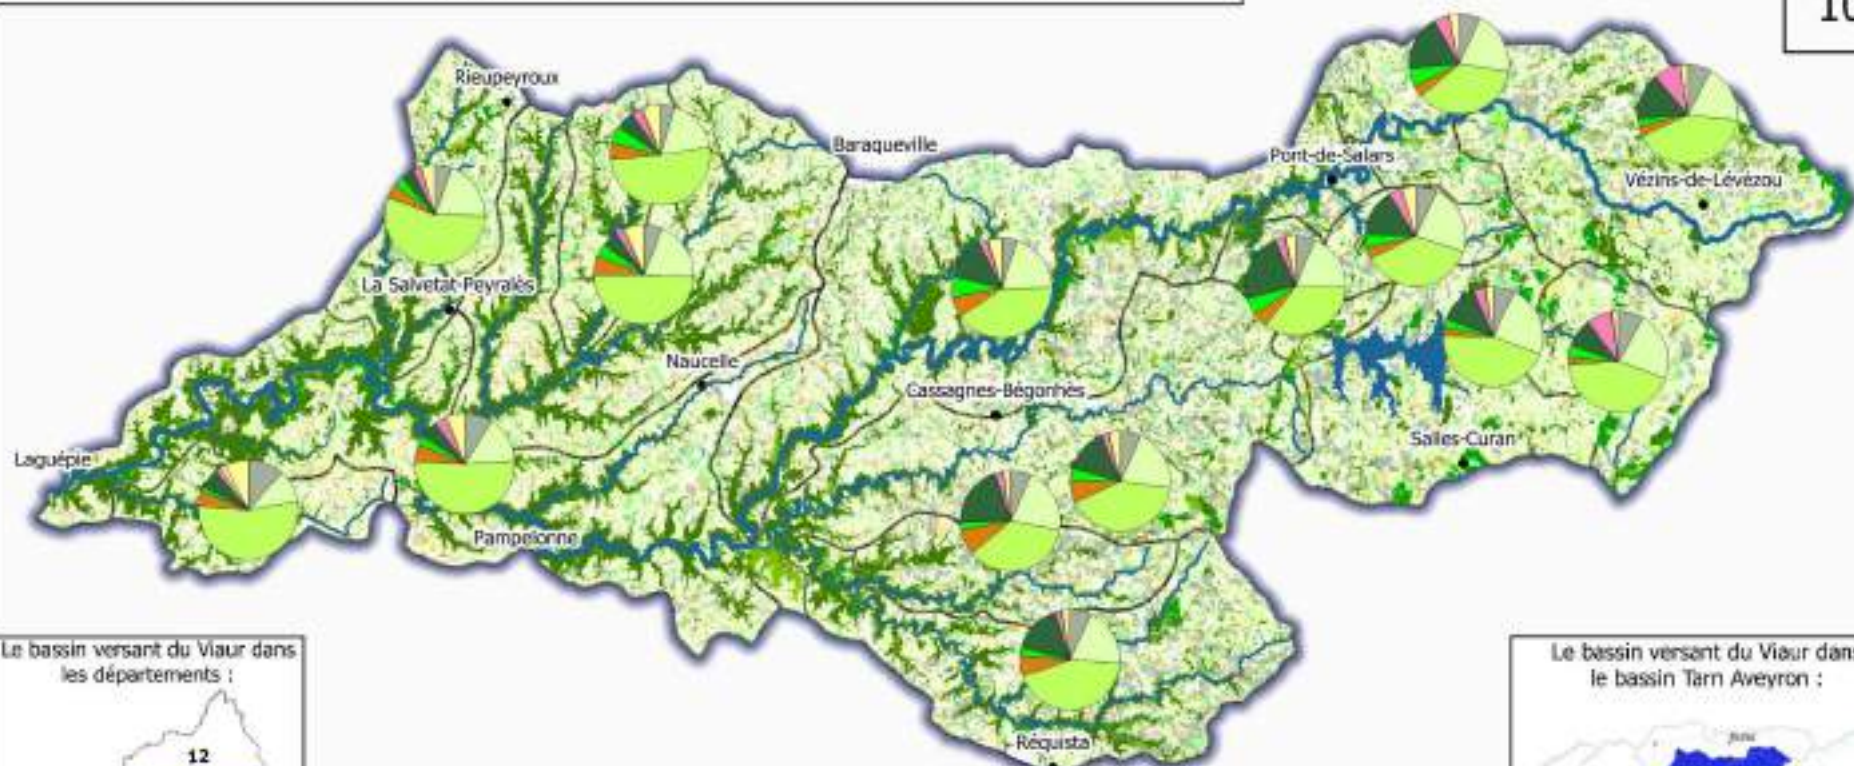 10
Rieupeyroux
Baraqueville
Pont-de-Salars
Vézins-de-Lévézou
La Salvetat-Peyralès
Naucelle
Cassagnes-Bégonhès
Salles-Curan
Laguépie
Pampelonne
Réquista
Le bassin versant du Viaur dans
les départements :
12
Le bassin versant du Viaur dans
le bassin Tarn Aveyron :